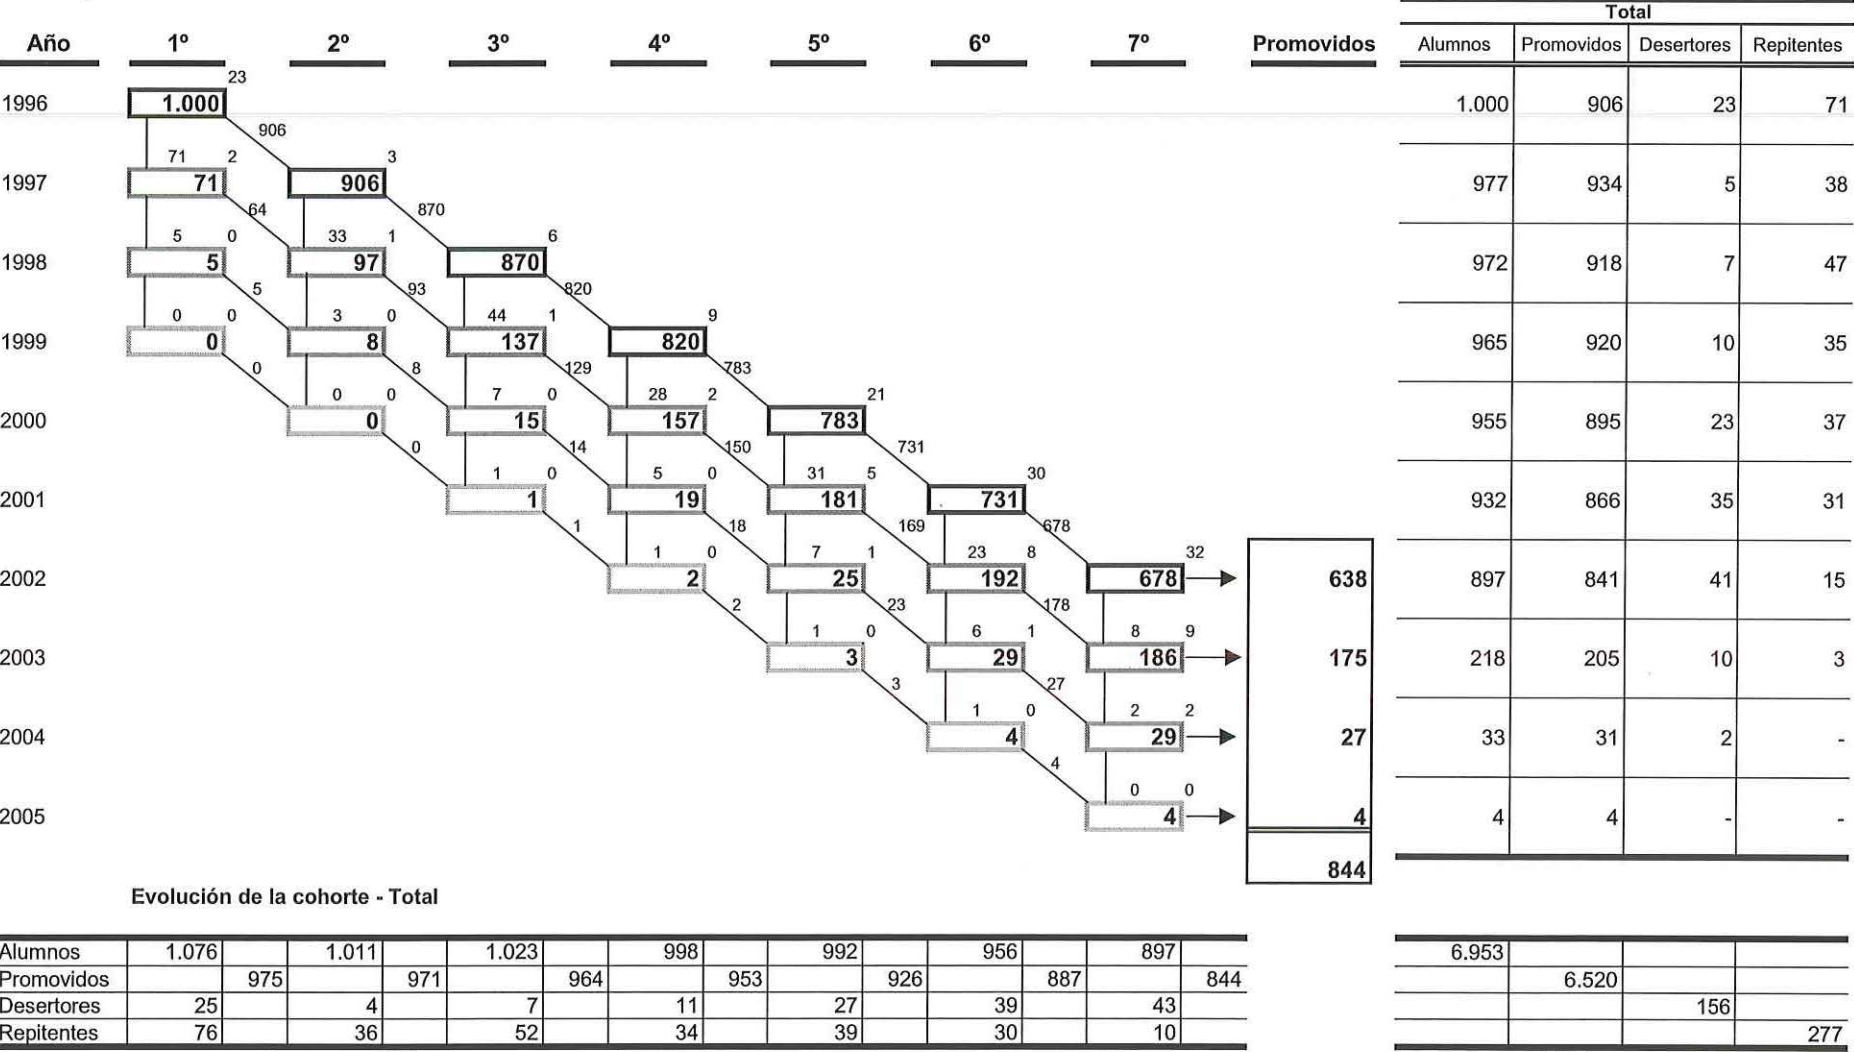 Total
Año 1º 2º 3º 4º 5º 6º 7º Promovidos Alumnos Promovidos Desertores Repitentes
23
1996 1.000 1.000 906 23 71
906
71 2 3
1997 71 906 977 934 5 38
64 870
5 0 33 1 6
1998 5 97 870 972 918 7 47
5 93 820
0 0 3 0 44 1 9
1999 0 8 137 820 965 920 10 35
0 8 129 783
0 0 7 0 28 2 21
2000 0 15 157 783 955 895 23 37
0 14 150 731
1 0 5 0 31 5 30
2001 1 19 181 731 932 866 35 31
1 18 169 678
1 0 7 1 23 8 32
2002 2 25 192 678 638 897 841 41 15
2 23 178
1 0 6 1 8 9
2003 3 29 186 175 218 205 10 3
3 27
1 0 2 2
2004 4 29 27 33 31 2 -
4
0 0
2005 4 4 4 4 - -
844
Evolución de la cohorte - Total
Alumnos 1.076 1.011 1.023 998 992 956 897 6.953
Promovidos 975 971 964 953 926 887 844 6.520
Desertores 25 4 7 11 27 39 43 156
Repitentes 76 36 52 34 39 30 10 277